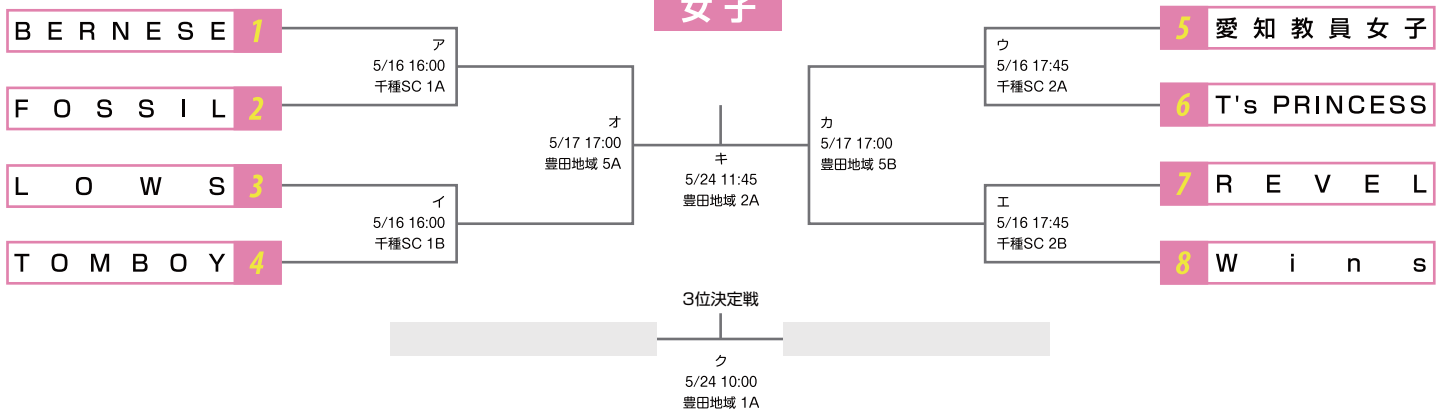 女子
BERNESE 1
FOSSIL 2
LOWS 3
TOMBOY 4
ア
5/16 16:00
千種SC 1A
イ
5/16 16:00
千種SC 1B
オ
5/17 17:00
豊田地域 5A
キ
5/24 11:45
豊田地域 2A
カ
5/17 17:00
豊田地域 5B
ウ
5/16 17:45
千種SC 2A
エ
5/16 17:45
千種SC 2B
5 愛知教員女子
6 T's PRINCESS
7 REVEL
8 Wins
3位決定戦
ク
5/24 10:00
豊田地域 1A